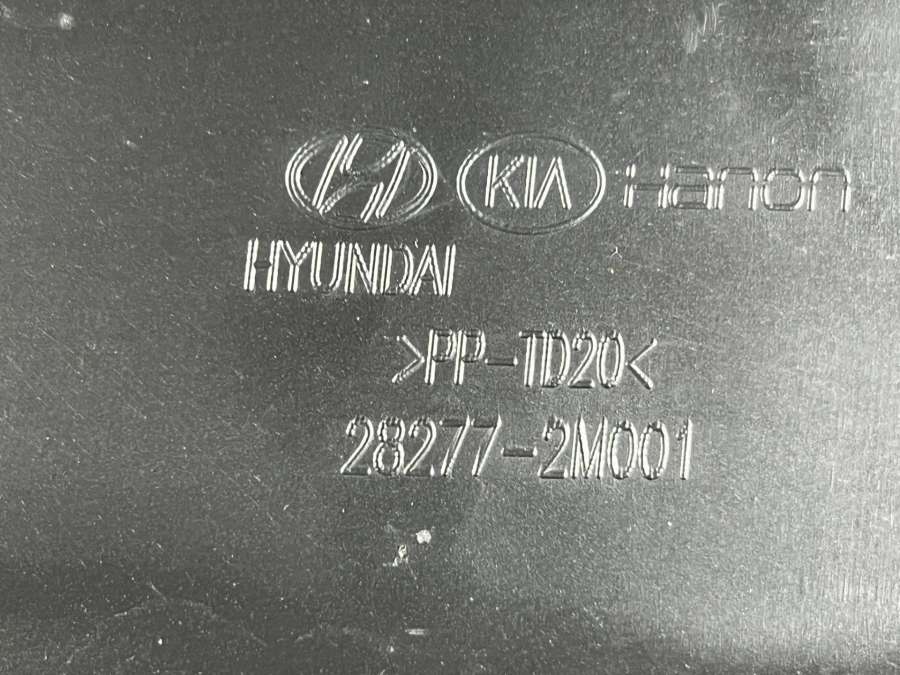 KIA Hanon
HYUNDAI
>PP-TD20<
28277-2M001